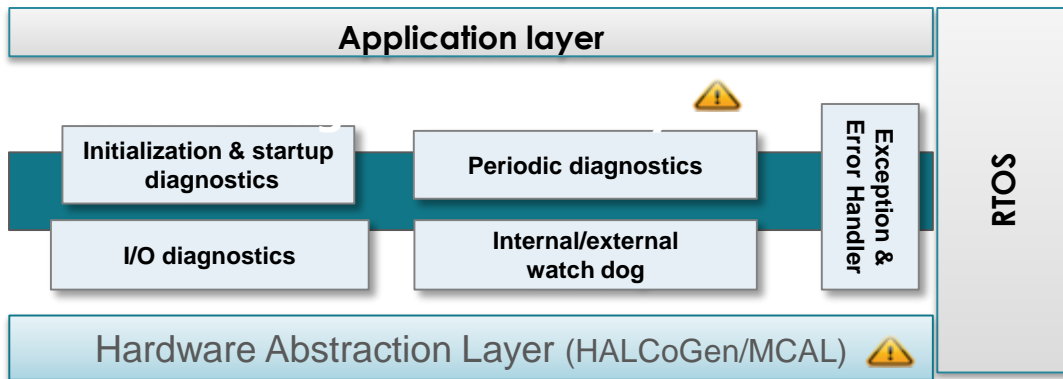 Application layer
Initialization & startup
diagnostics
Periodic diagnostics
I/O diagnostics
Internal/external
watch dog
Exception &
Error Handler
RTOS
Hardware Abstraction Layer (HALCoGen/MCAL)